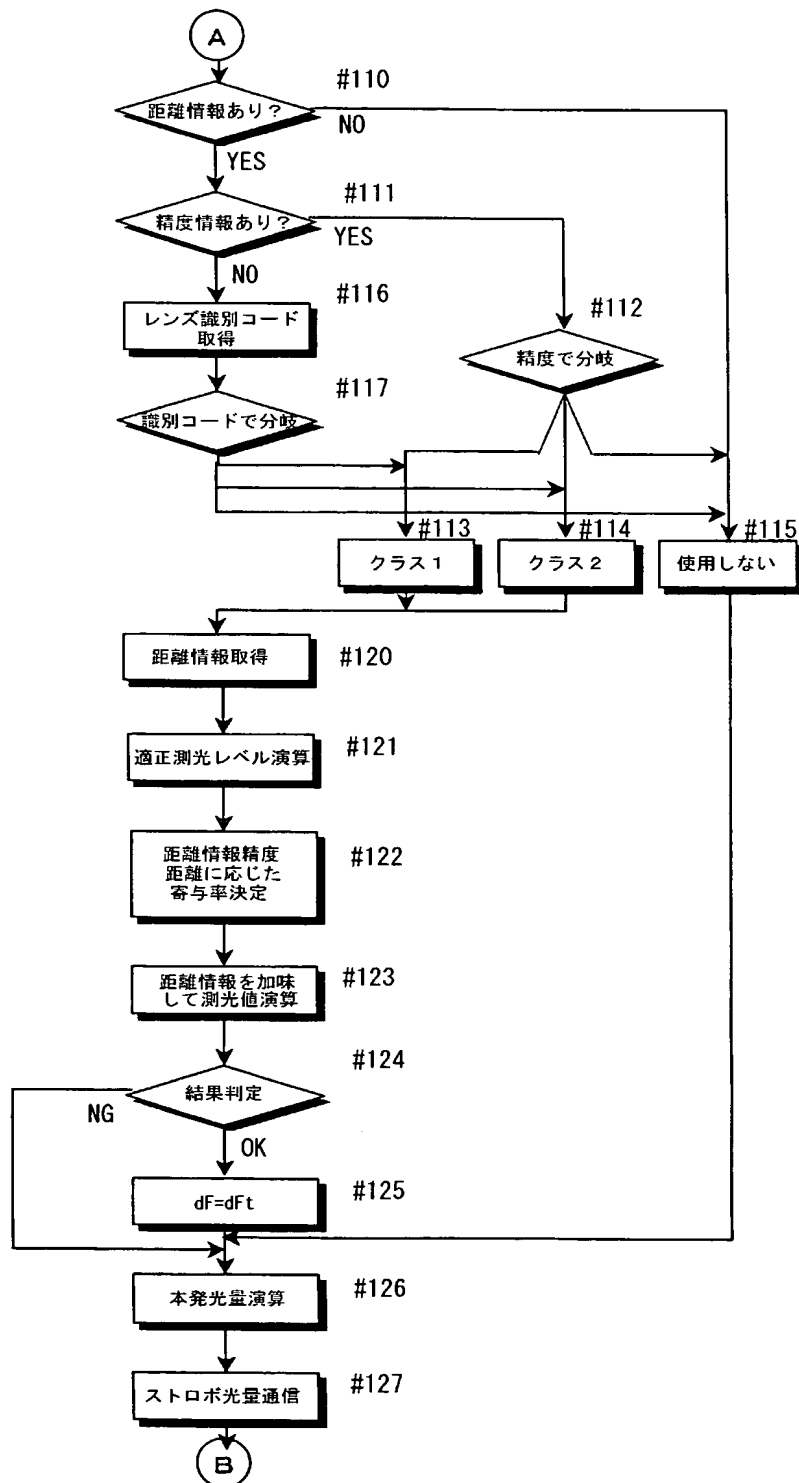 A
#110
距離情報あり？
NO
YES
#111
精度情報あり？
YES
NO
#116
レンズ識別コード
取得
#112
精度で分岐
#117
識別コードで分岐
#113
#114
#115
クラス１
クラス２
使用しない
距離情報取得
#120
適正測光レベル演算
#121
距離情報精度
距離に応じた
寄与率決定
#122
距離情報を加味
して測光値演算
#123
#124
結果判定
NG
OK
dF=dFt
#125
本発光量演算
#126
ストロボ光量通信
#127
B